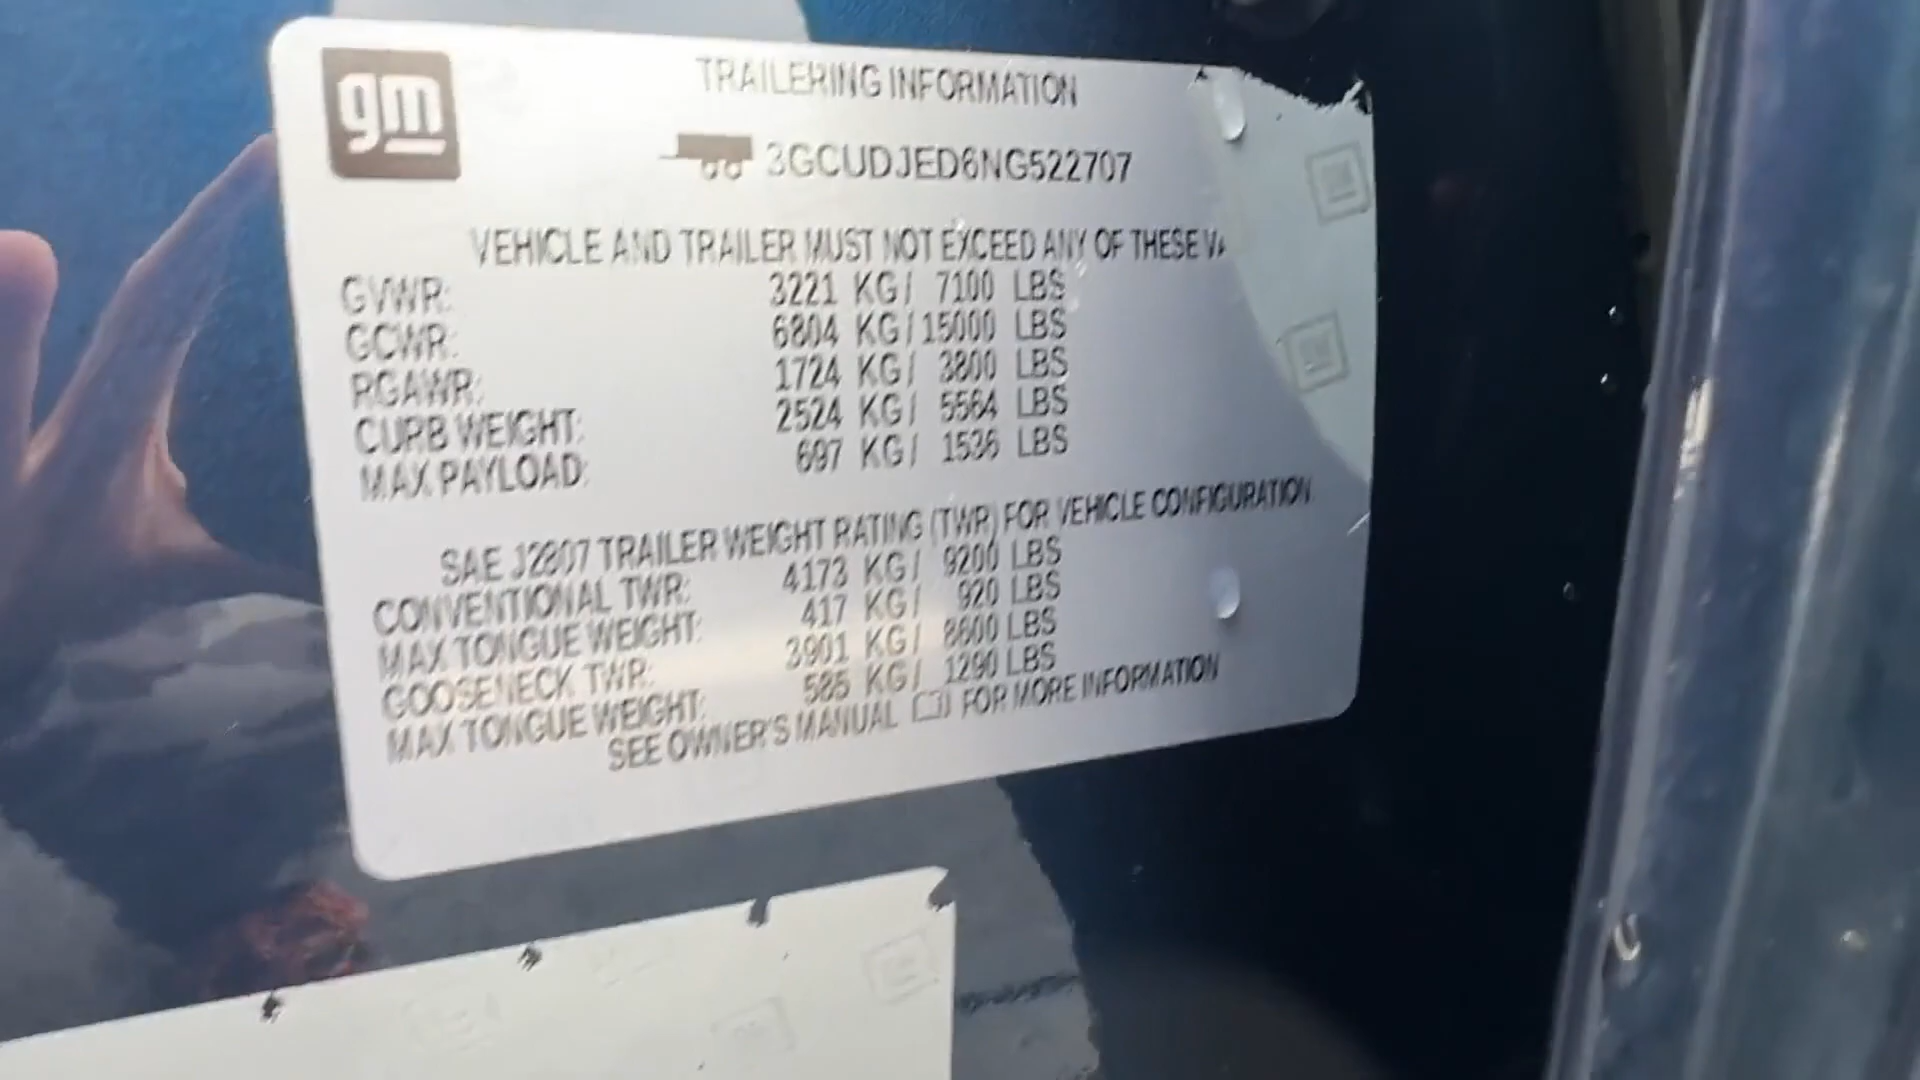 gm
TRAILERING INFORMATION
3GCUDJED6NG522707
VEHICLE AND TRAILER MUST NOT EXCEED ANY OF THESE
GVWR: 3221 KG/ 7100 LBS
GCWR: 6804 KG/ 15000 LBS
RGAWR: 1724 KG/ 3800 LBS
CURB WEIGHT: 2524 KG/ 5564 LBS
MAX PAYLOAD: 697 KG/ 1536 LBS
SAE J2807 TRAILER WEIGHT RATING (TWR) FOR VEHICLE CONFIGURATION
CONVENTIONAL TWR: 4173 KG/ 9200 LBS
MAX TONGUE WEIGHT: 417 KG/ 920 LBS
GOOSENECK TWR: 3901 KG/ 8600 LBS
MAX TONGUE WEIGHT: 585 KG/ 1290 LBS
SEE OWNER'S MANUAL FOR MORE INFORMATION